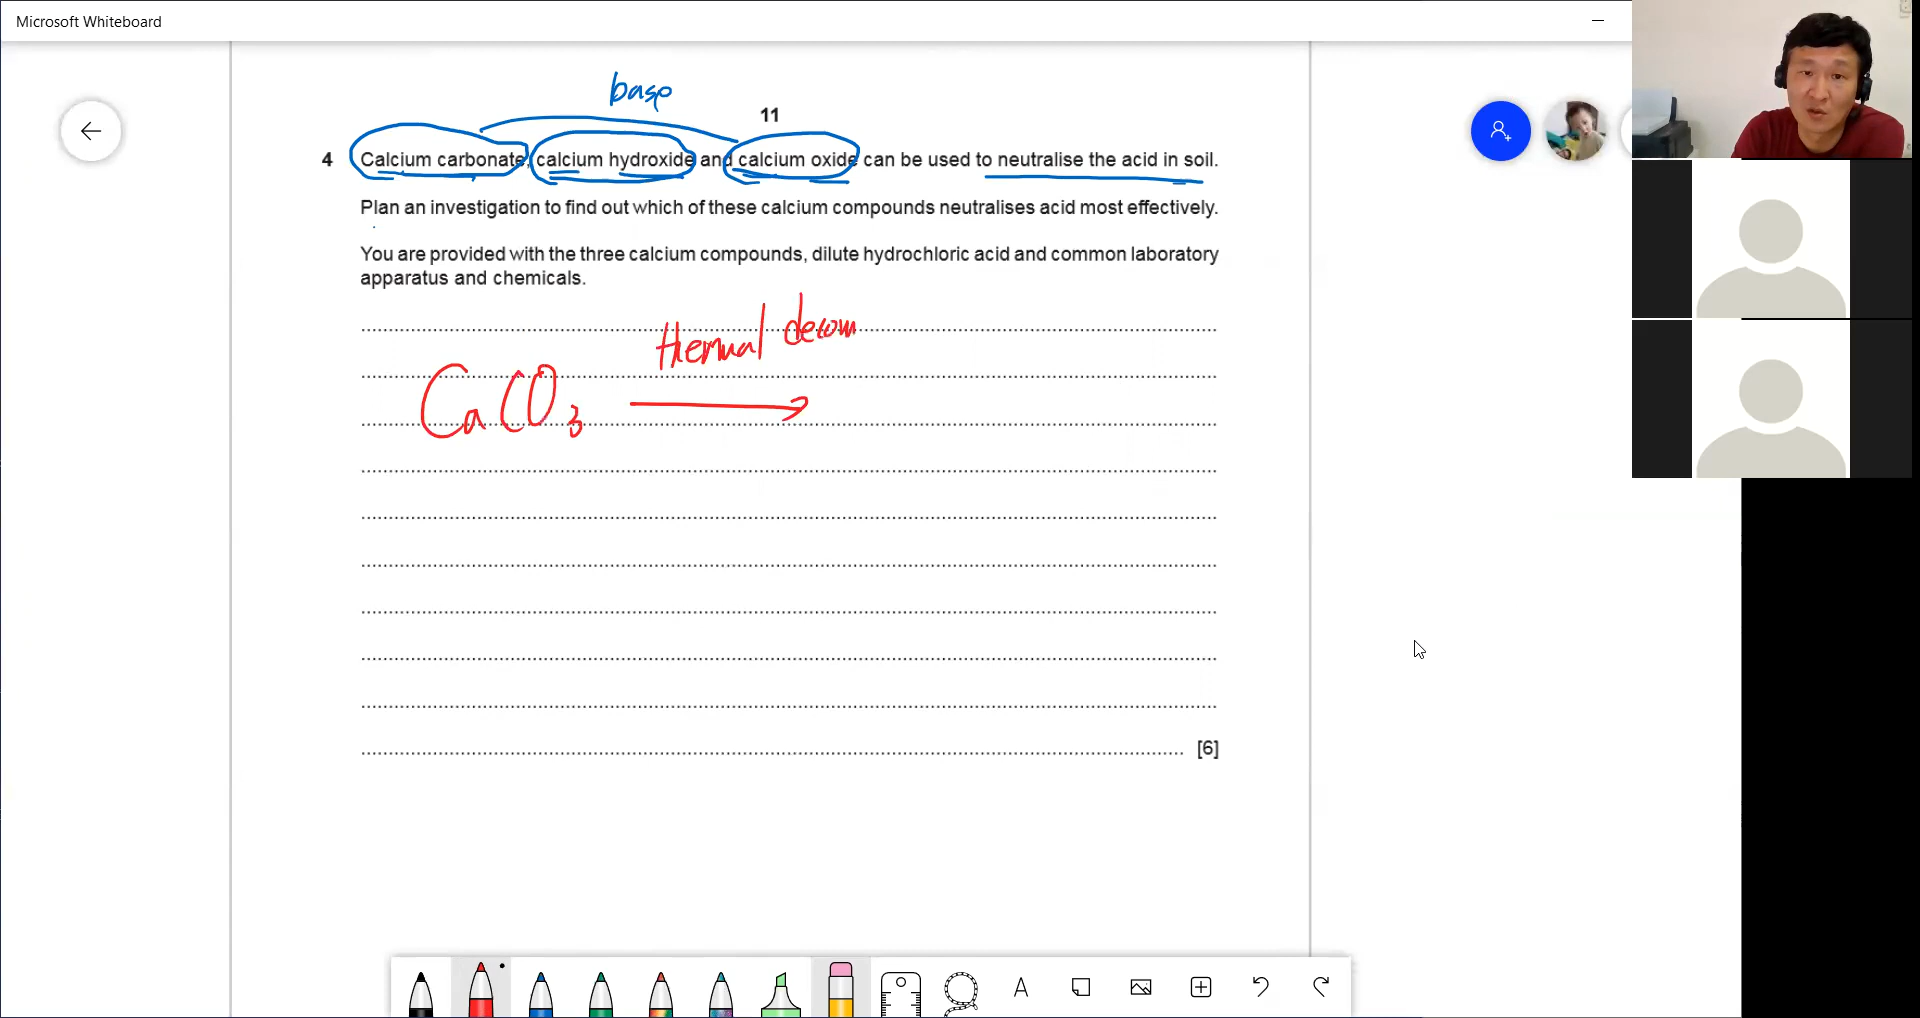 Microsoft Whiteboard
base
11
4 Calcium carbonate, calcium hydroxide and calcium oxide can be used to neutralise the acid in soil.
Plan an investigation to find out which of these calcium compounds neutralises acid most effectively.
You are provided with the three calcium compounds, dilute hydrochloric acid and common laboratory
apparatus and chemicals.
thermal decom
CaCO₃ →
[6]